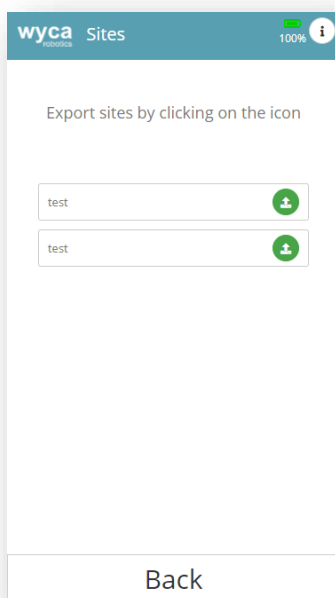 wyca Sites
robotics
100%
i
Export sites by clicking on the icon
test
test
Back